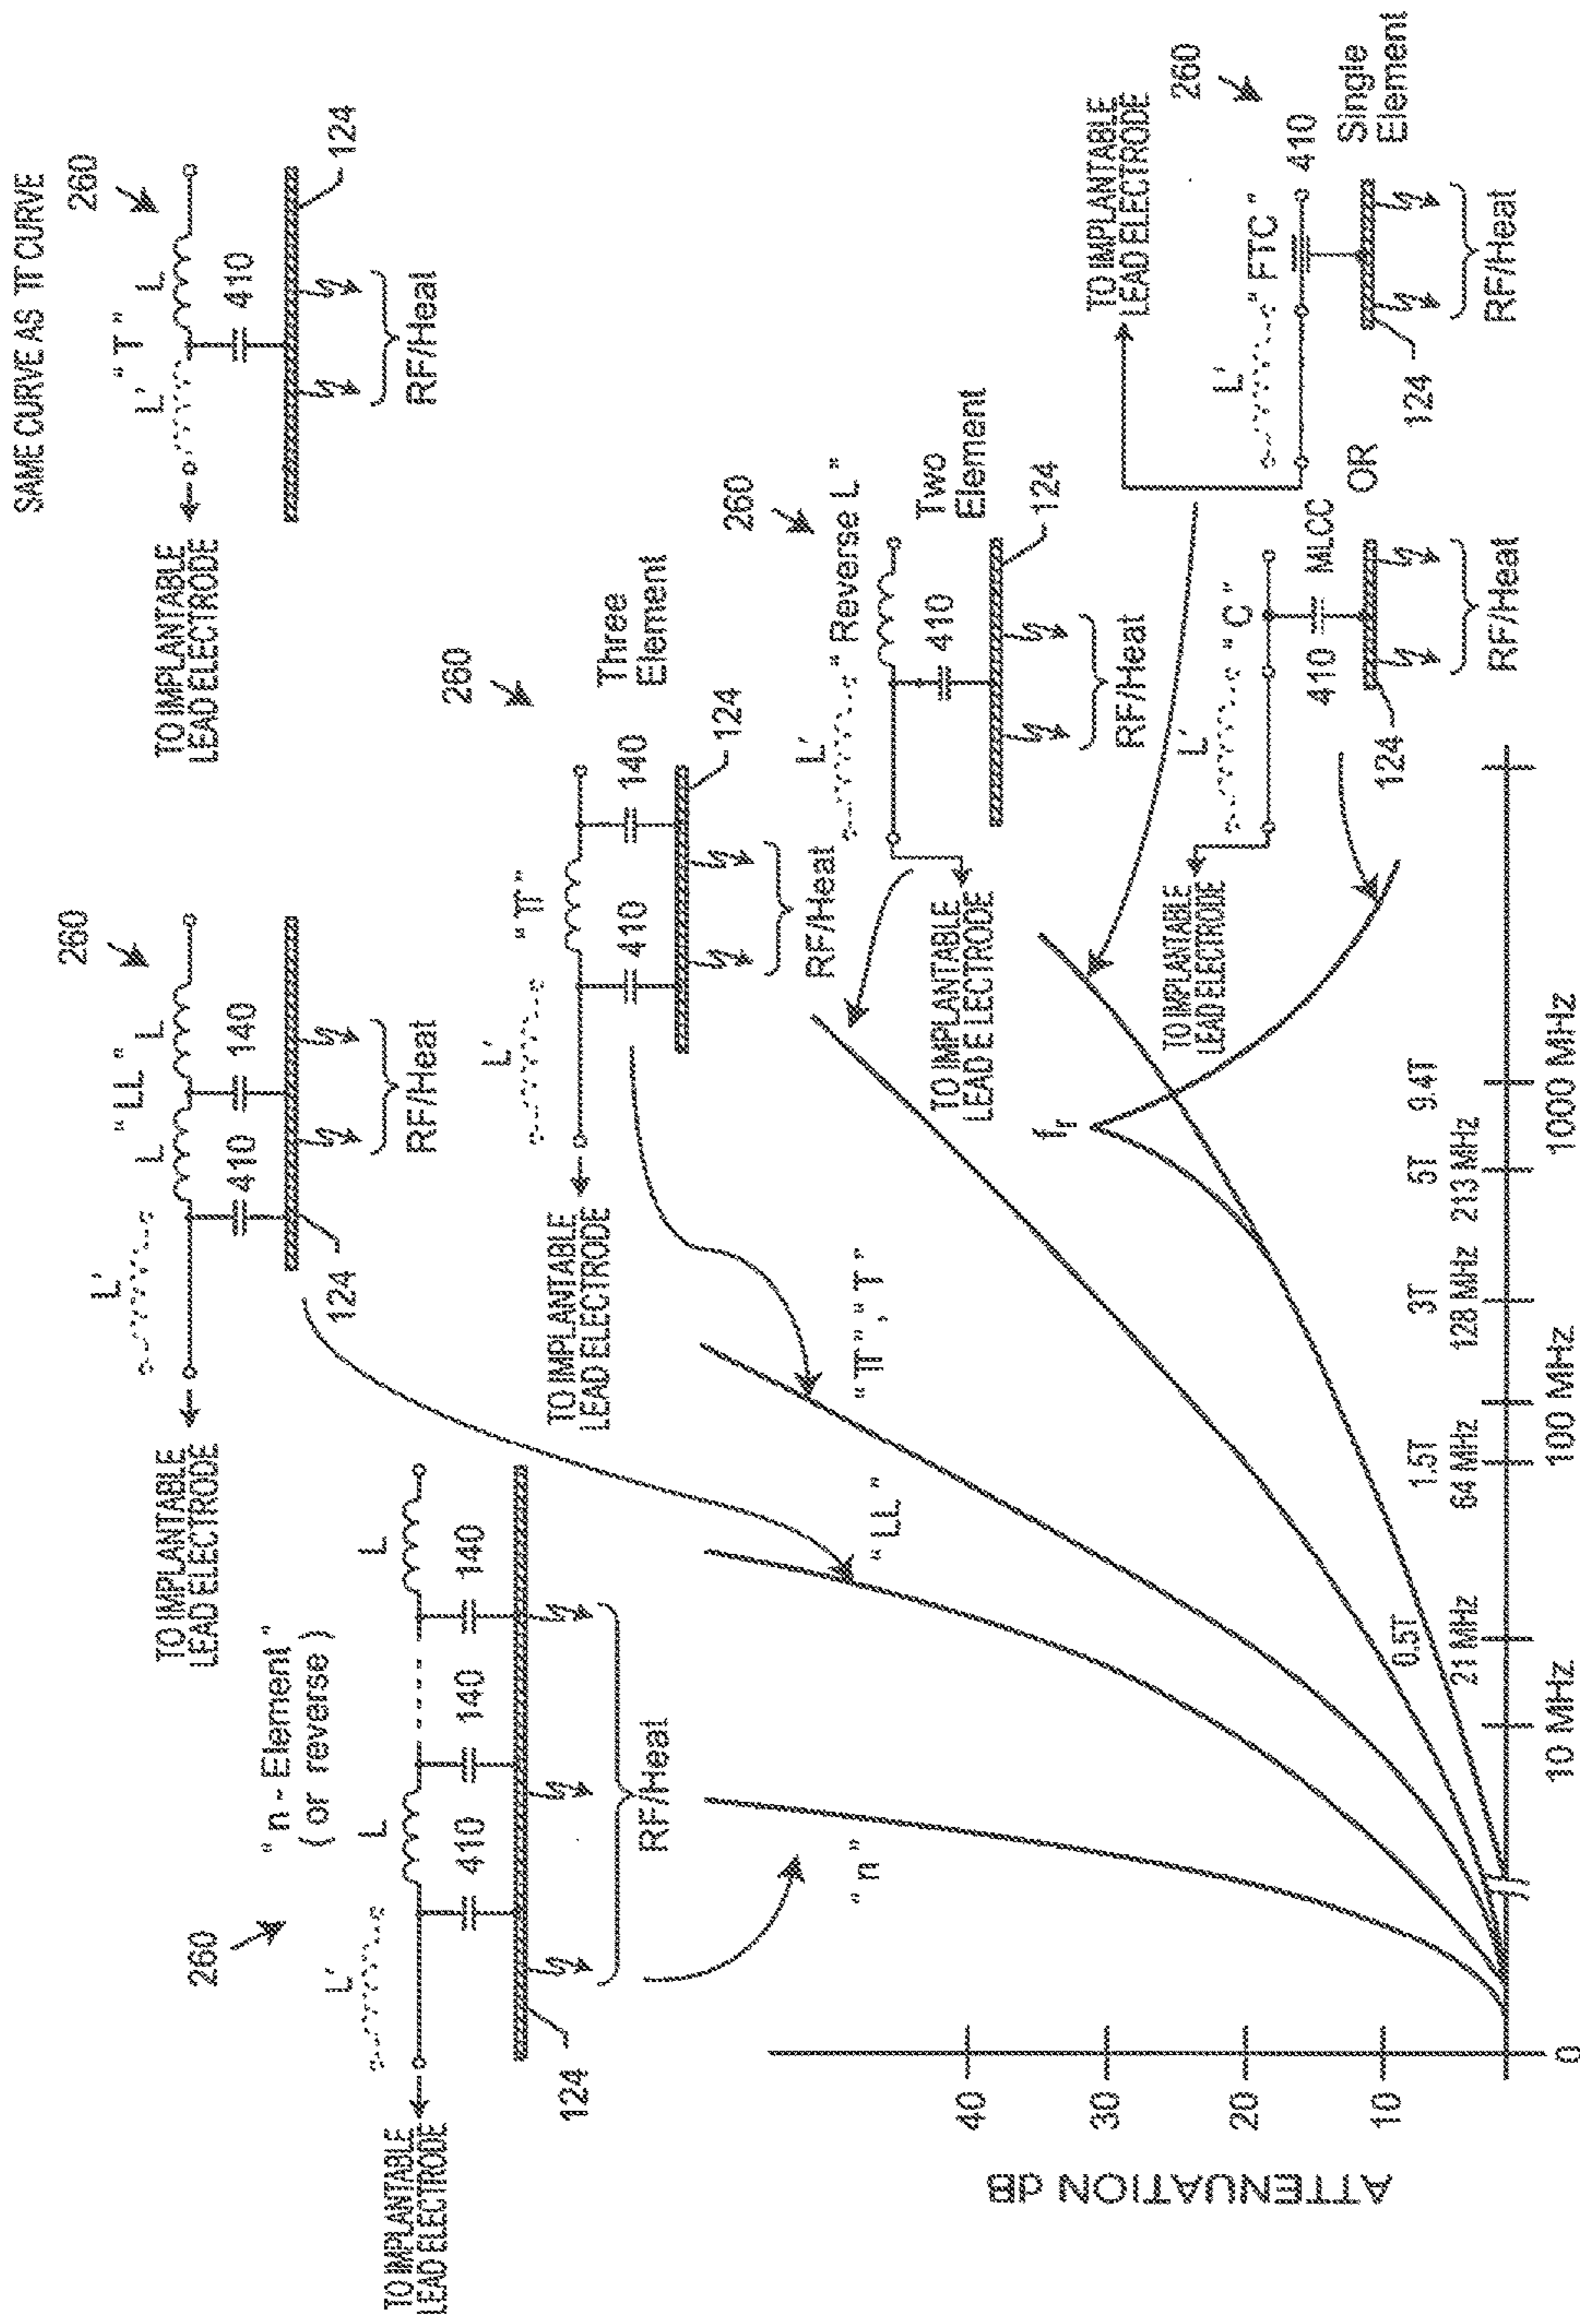 SAME CURVE AS π CURVE
260
"T"
L'
L
TO IMPLANTABLE
LEAD ELECTRODE
410
124
RF/Heat
260
"LL"
L'
L
L
TO IMPLANTABLE
LEAD ELECTRODE
410
140
124
RF/Heat
"n - Element"
( or reverse )
260
L'
L
L
TO IMPLANTABLE
LEAD ELECTRODE
410
140
140
124
RF/Heat
260
"π"
Three
Element
L'
TO IMPLANTABLE
LEAD ELECTRODE
410
140
124
RF/Heat
260
L'
" Reverse L "
Two
Element
410
124
TO IMPLANTABLE
LEAD ELECTRODE
RF/Heat
260
TO IMPLANTABLE
LEAD ELECTRODE
L'
"FTC "
410
Single
Element
124
RF/Heat
OR
L'
"C "
410
MLCC
124
TO IMPLANTABLE
LEAD ELECTRODE
RF/Heat
"n"
"LL"
"π", "T"
fr
ATTENUATION dB
40
30
20
10
0.5T
1.5T
3T
5T
9.4T
21 MHz
64 MHz
128 MHz
213 MHz
0
10 MHz
100 MHz
1000 MHz